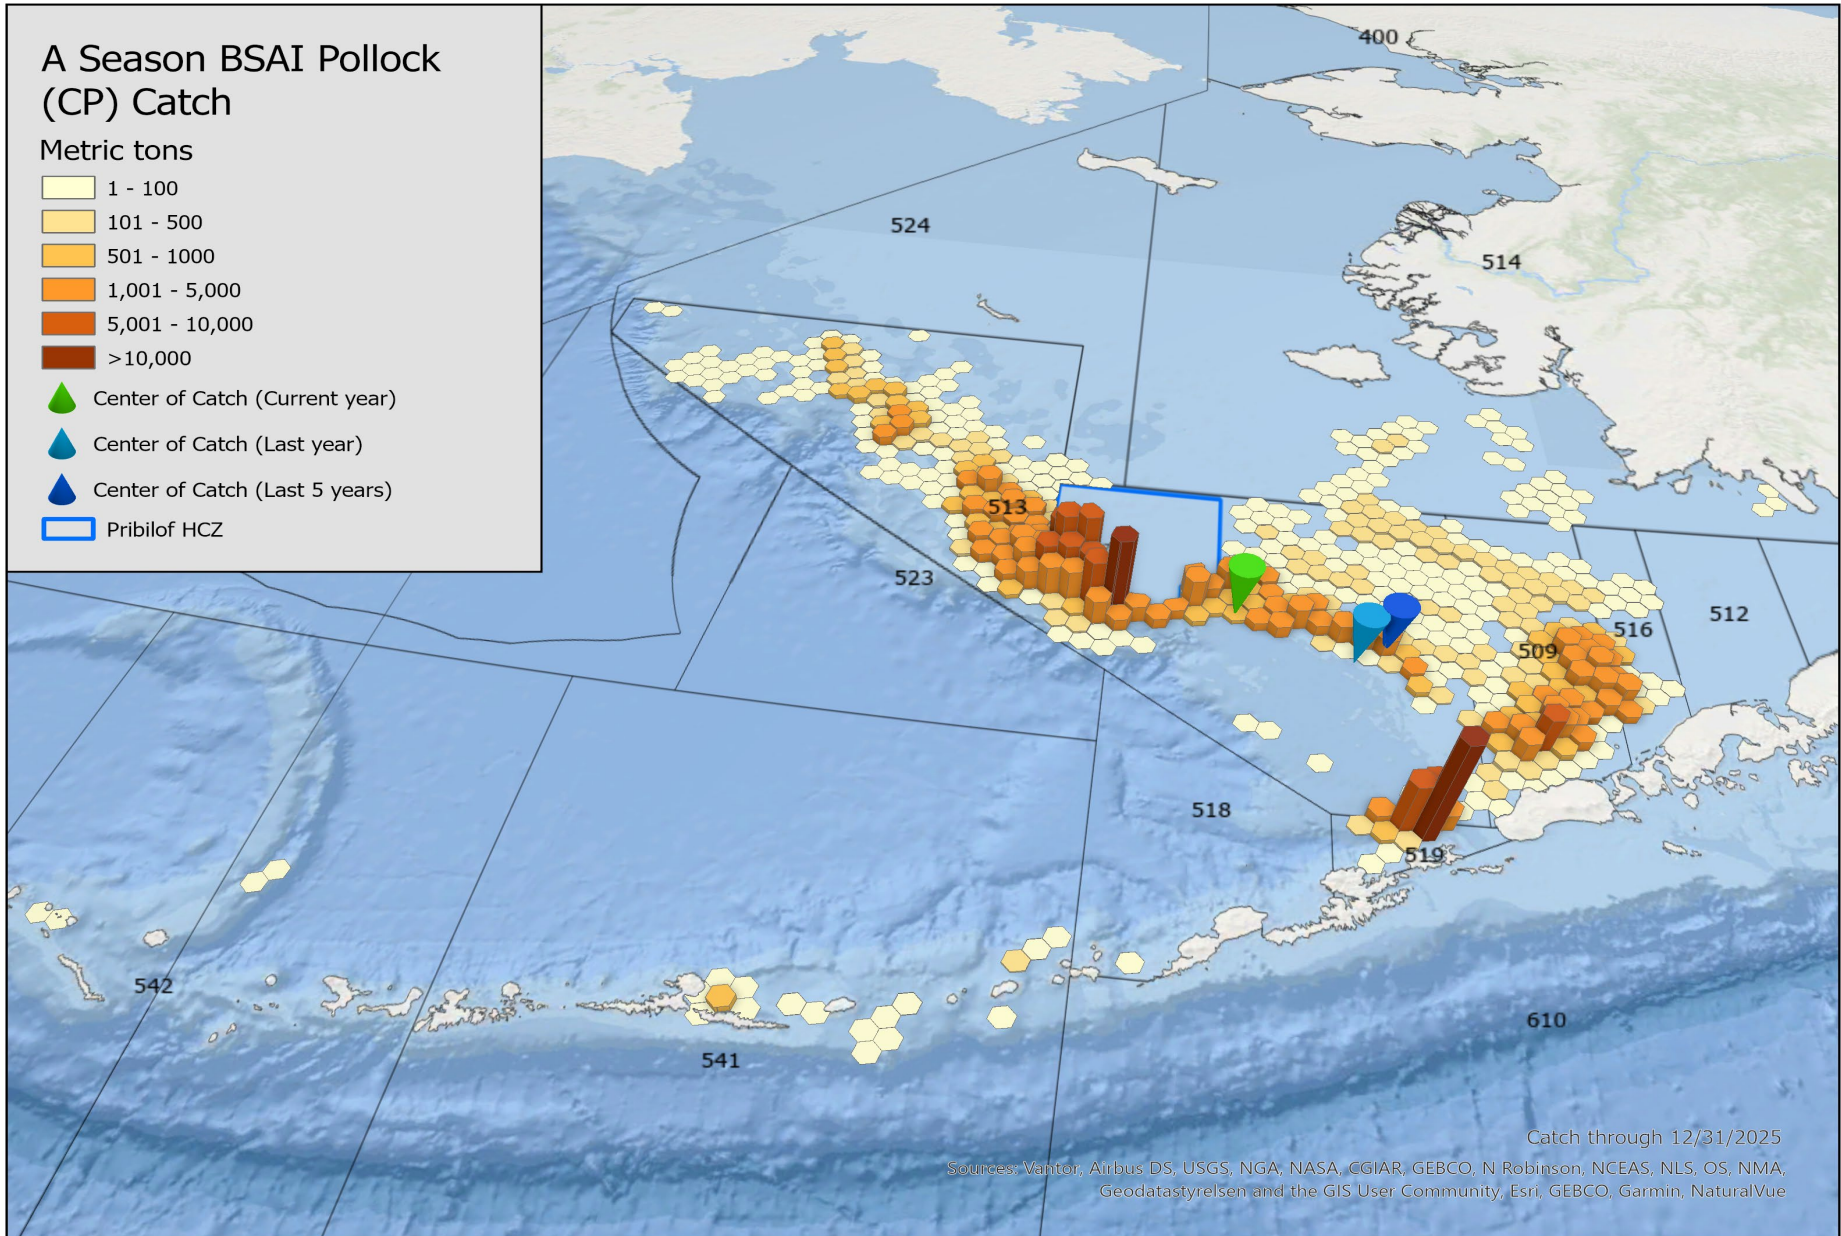 A Season BSAI Pollock
(CP) Catch
Metric tons
1 - 100
101 - 500
501 - 1000
1,001 - 5,000
5,001 - 10,000
>10,000
Center of Catch (Current year)
Center of Catch (Last year)
Center of Catch (Last 5 years)
Pribilof HCZ
400
524
514
513
523
512
516
509
518
519
542
541
610
Catch through 12/31/2025
Sources: Vantor, Airbus DS, USGS, NGA, NASA, CGIAR, GEBCO, N Robinson, NCEAS, NLS, OS, NMA,
Geodatastyrelsen and the GIS User Community, Esri, GEBCO, Garmin, NaturalVue